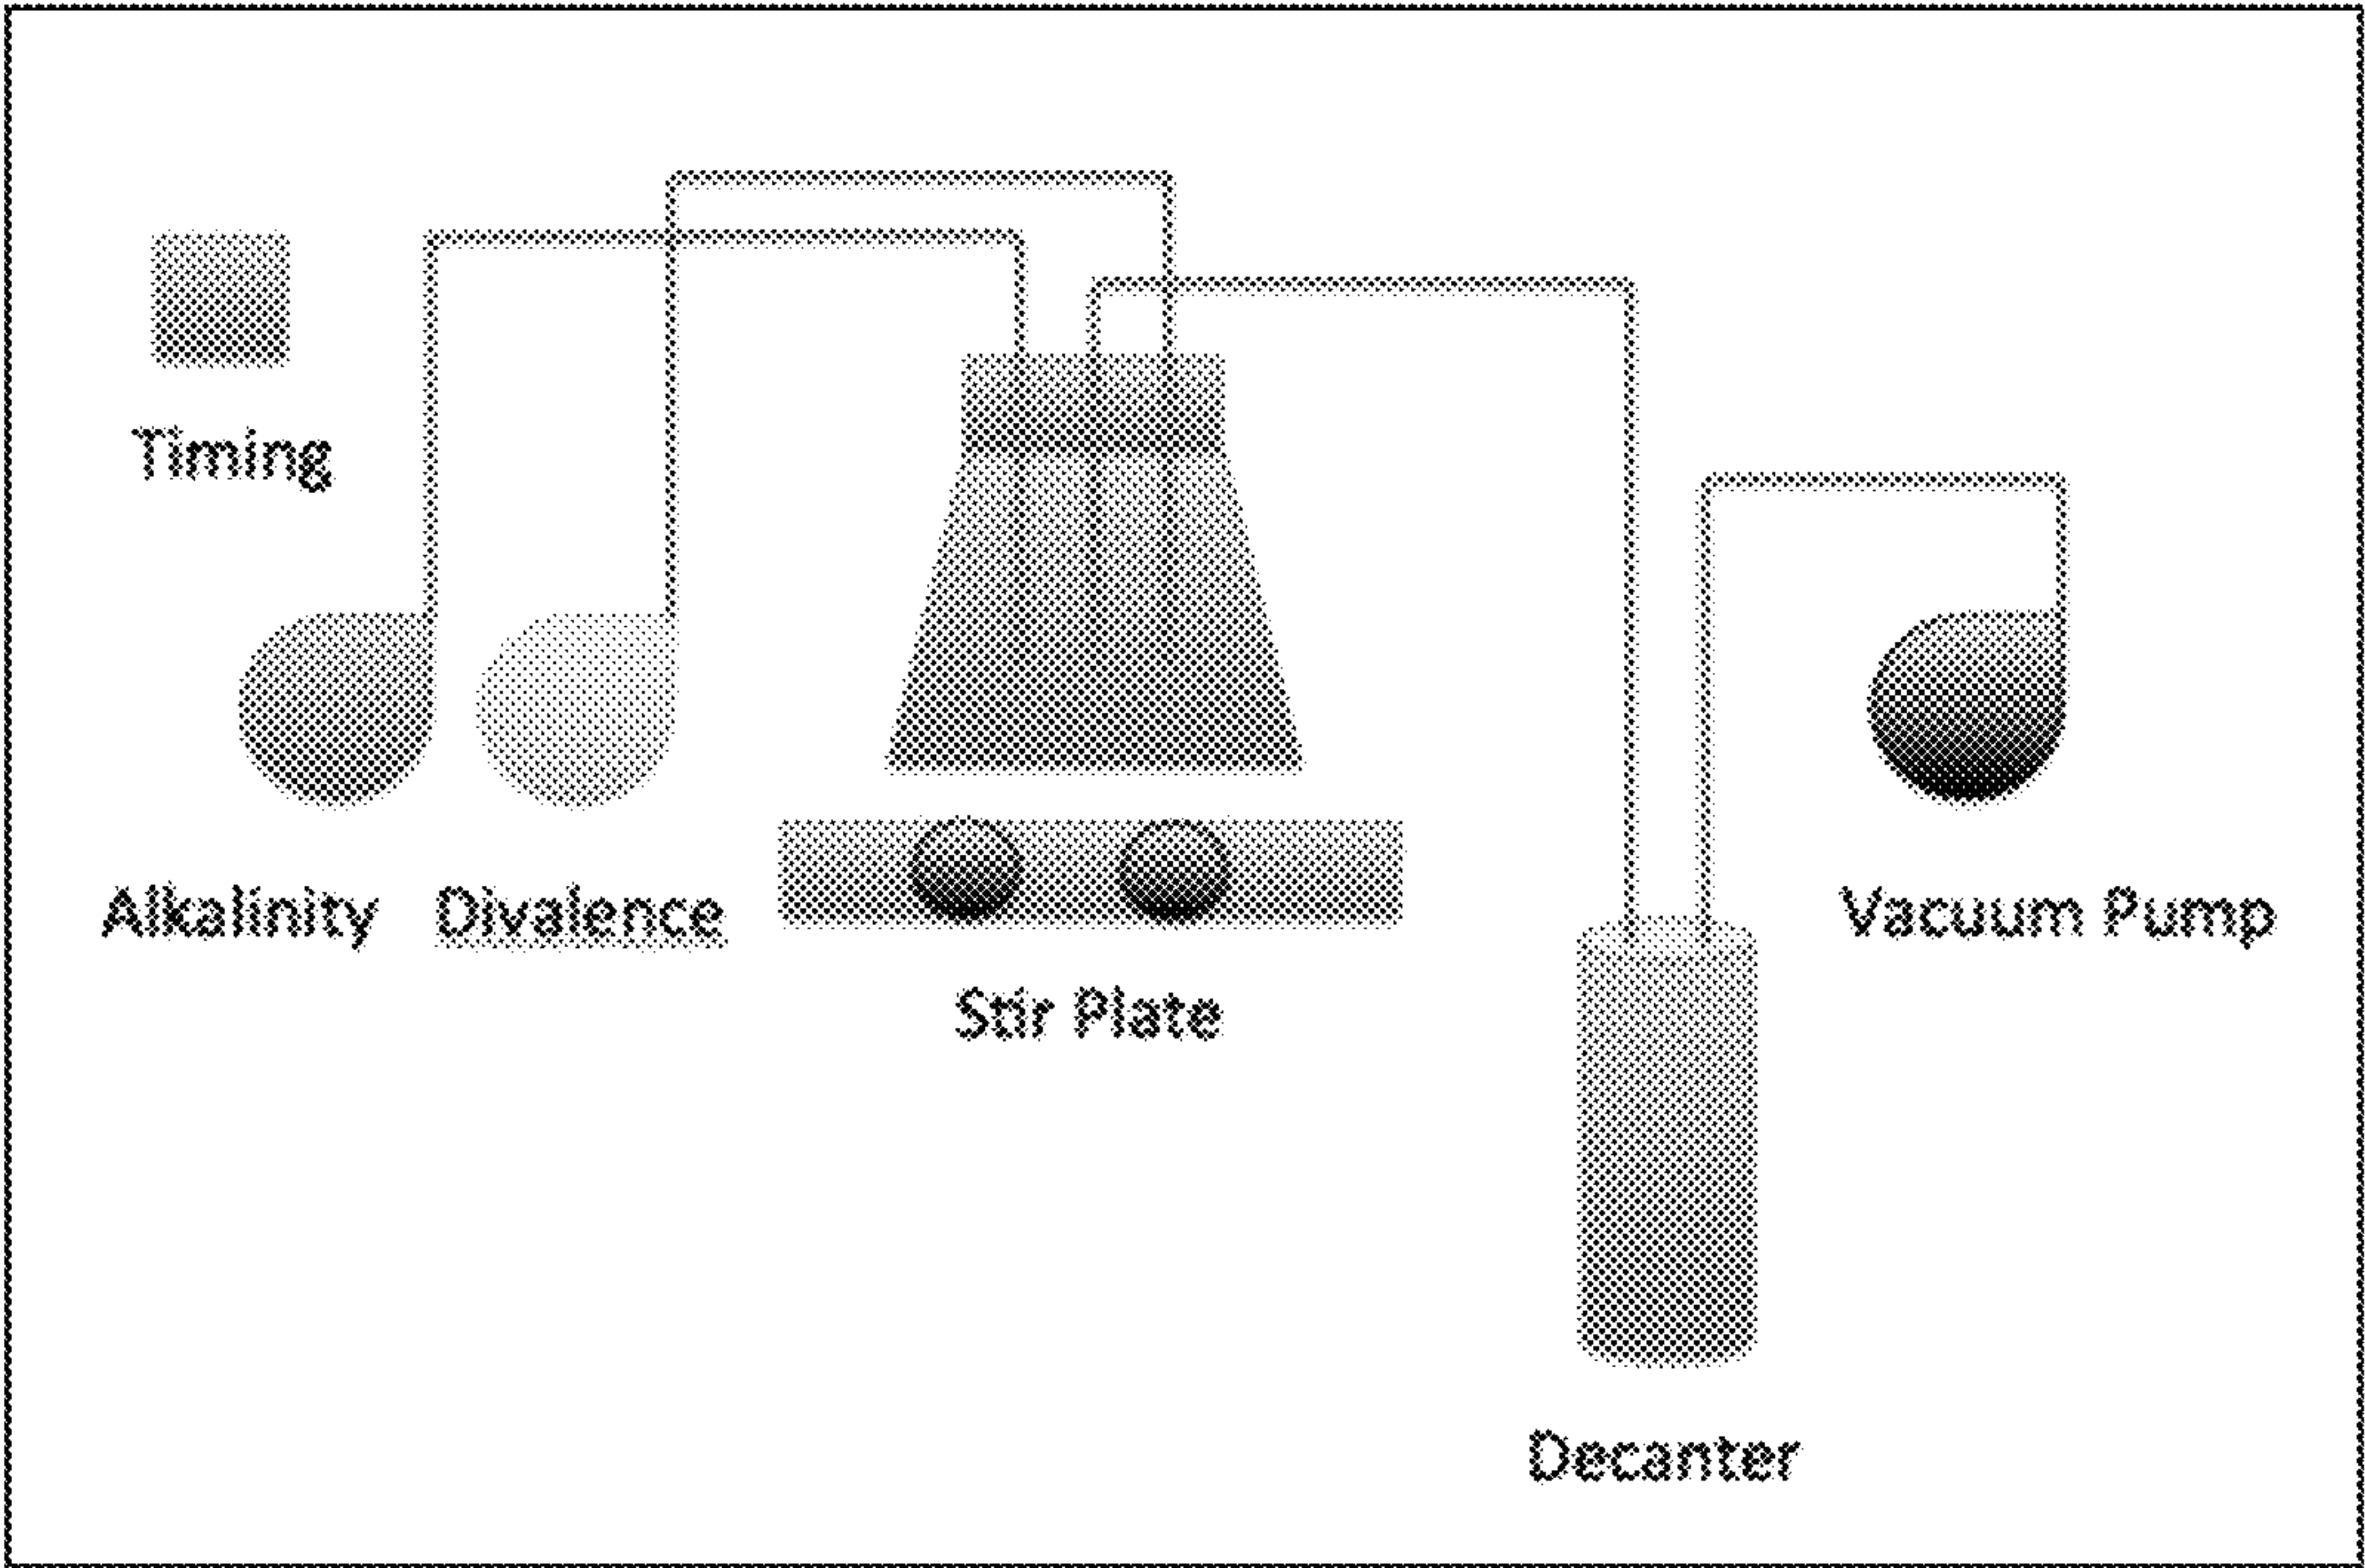 Timing
Alkalinity
Divalence
Vacuum Pump
Stir Plate
Decanter